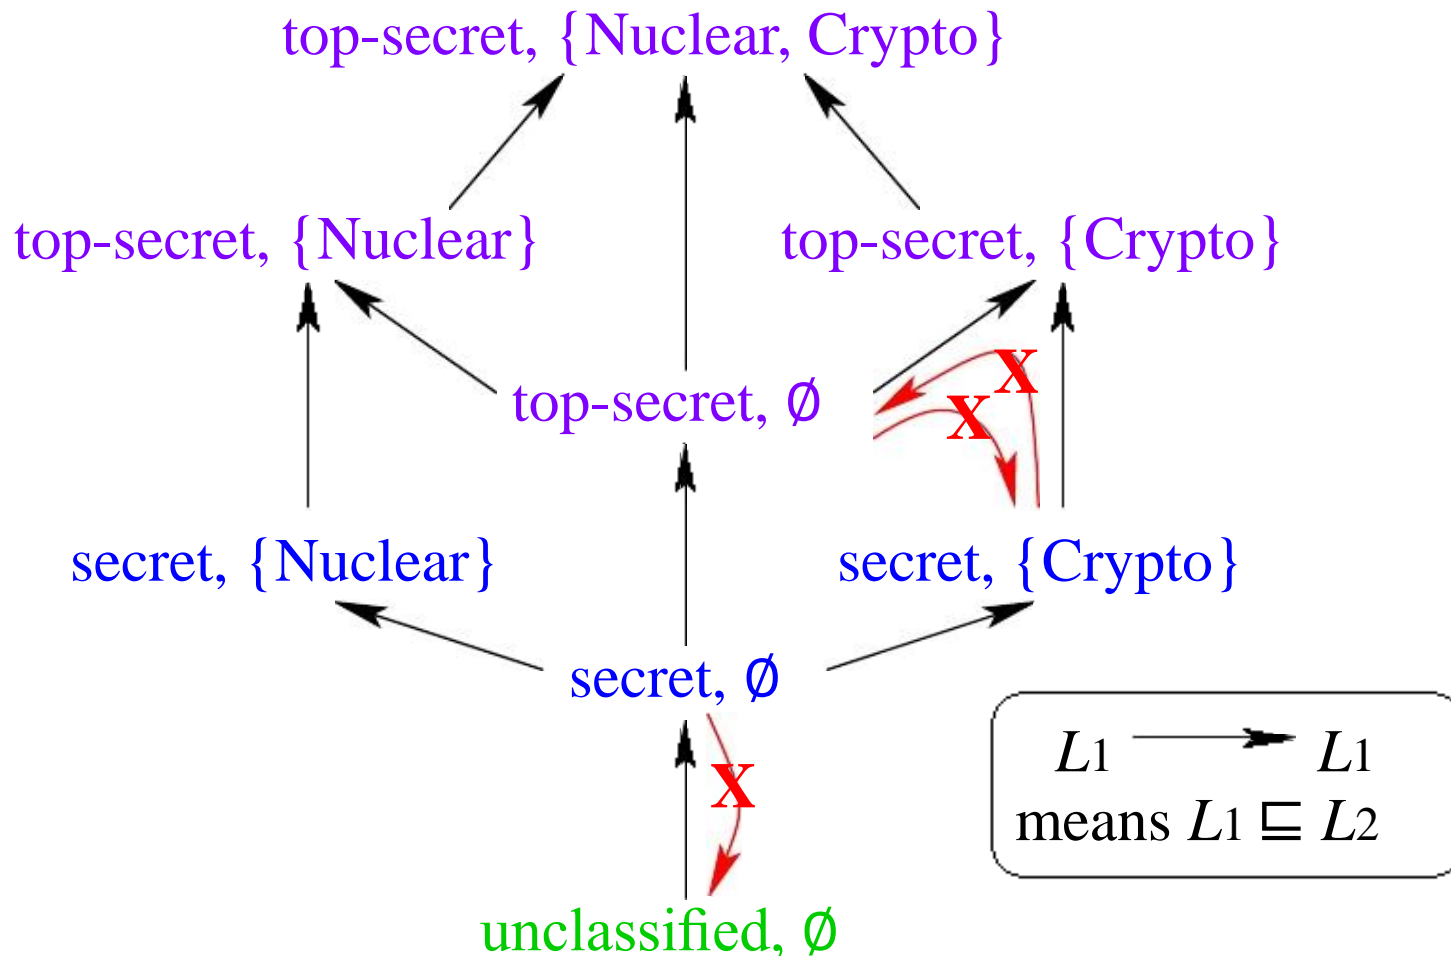 top-secret, {Nuclear, Crypto}
top-secret, {Nuclear}
top-secret, {Crypto}
X
top-secret, ∅
X
secret, {Nuclear}
secret, {Crypto}
secret, ∅
L1 L1
X
means L1 ⊑ L2
unclassified, ∅